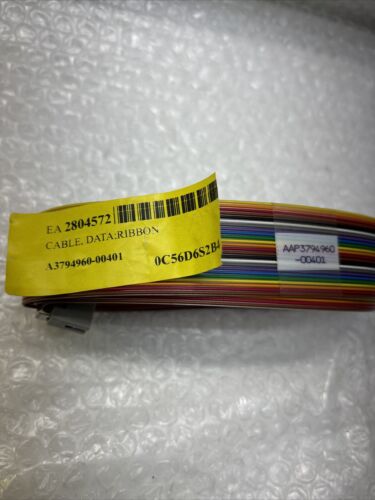 EA 2804572
CABLE, DATA:RIBBON
A3794960-00401
0C56D6S2B4
AAP3794960
-00401